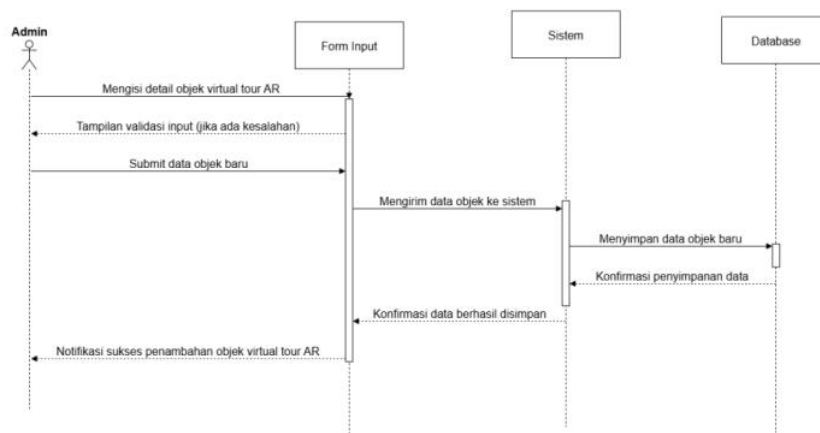 Admin
Form Input
Sistem
Database
Mengisi detail objek virtual tour AR
Tampilan validasi input (jika ada kesalahan)
Submit data objek baru
Mengirim data objek ke sistem
Menyimpan data objek baru
Konfirmasi penyimpanan data
Konfirmasi data berhasil disimpan
Notifikasi sukses penambahan objek virtual tour AR